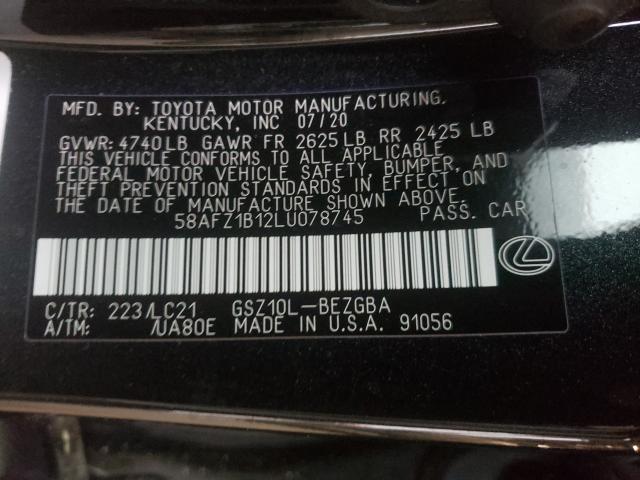 MFD. BY: TOYOTA MOTOR MANUFACTURING,
KENTUCKY, INC 07/20
GVWR: 4740LB GAWR FR 2625LB RR 2425 LB
THIS VEHICLE CONFORMS TO ALL APPLICABLE
FEDERAL MOTOR VEHICLE SAFETY, BUMPER, AND
THEFT PREVENTION STANDARDS IN EFFECT ON
THE DATE OF MANUFACTURE SHOWN ABOVE.
58AFZ1B12LU078745 PASS. CAR
C/TR: 223/LC21 GSZ10L-BEZGBA
A/TM: /UA80E MADE IN U.S.A. 91056